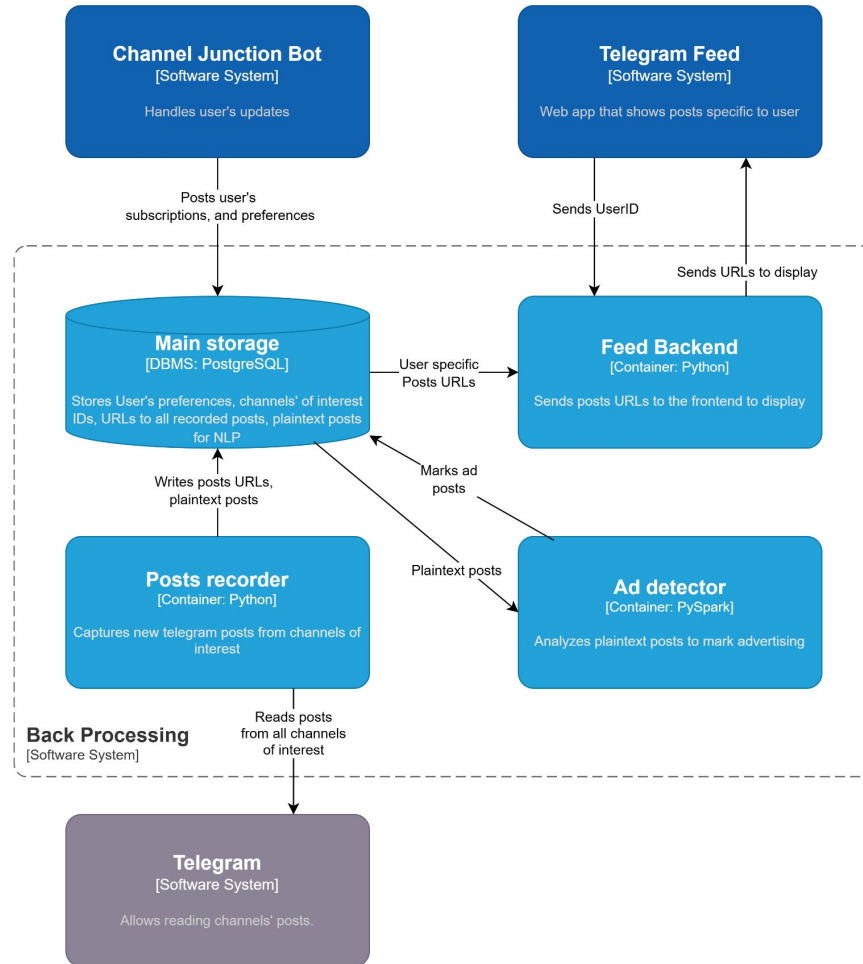 Channel Junction Bot
[Software System]
Handles user's updates
Telegram Feed
[Software System]
Web app that shows posts specific to user
Posts user's
subscriptions, and preferences
Sends UserID
Sends URLs to display
Main storage
[DBMS: PostgreSQL]
Stores User's preferences, channels' of interest
IDs, URLs to all recorded posts, plaintext posts
for NLP
User specific
Posts URLs
Feed Backend
[Container: Python]
Sends posts URLs to the frontend to display
Writes posts URLs,
plaintext posts
Marks ad
posts
Plaintext posts
Posts recorder
[Container: Python]
Captures new telegram posts from channels of
interest
Ad detector
[Container: PySpark]
Analyzes plaintext posts to mark advertising
Reads posts
from all channels
of interest
Back Processing
[Software System]
Telegram
[Software System]
Allows reading channels' posts.